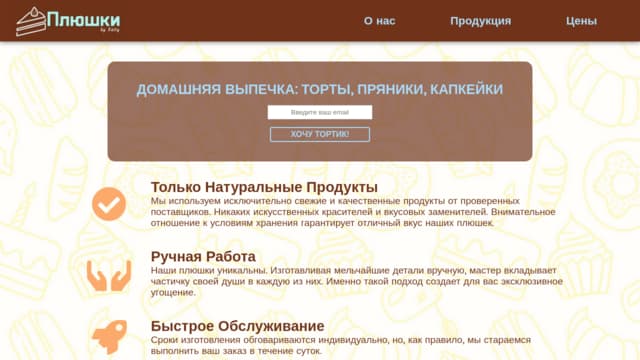 Плюшки
by Katy
О нас
Продукция
Цены
ДОМАШНЯЯ ВЫПЕЧКА: ТОРТЫ, ПРЯНИКИ, КАПКЕЙКИ
Введите ваш email
ХОЧУ ТОРТИК!
Только Натуральные Продукты
Мы используем исключительно свежие и качественные продукты от проверенных
поставщиков. Никаких искусственных красителей и вкусовых заменителей. Внимательное
отношение к условиям хранения гарантирует отличный вкус наших плюшек.
Ручная Работа
Наши плюшки уникальны. Изготавливая мельчайшие детали вручную, мастер вкладывает
частичку своей души в каждую из них. Именно такой подход создает для вас эксклюзивное
угощение.
Быстрое Обслуживание
Сроки изготовления обговариваются индивидуально, но, как правило, мы стараемся
выполнить ваш заказ в течение суток.